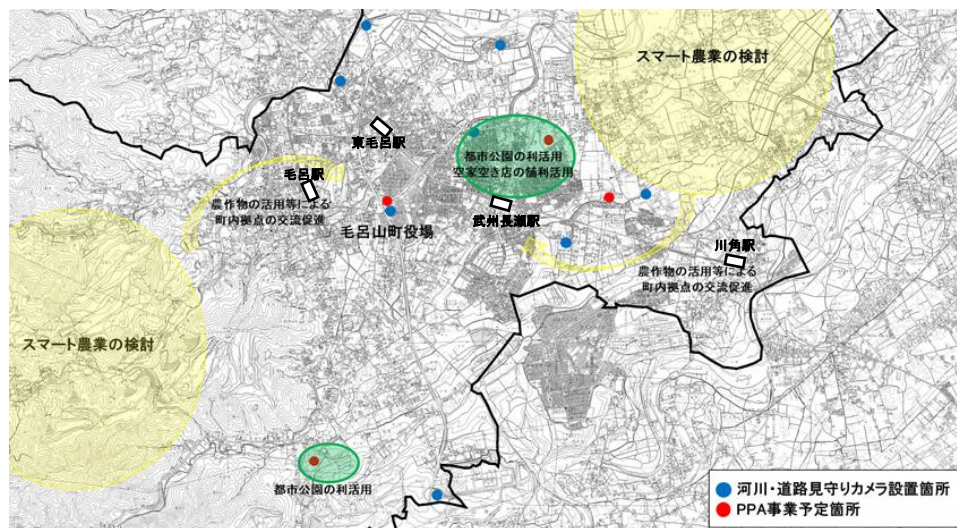 スマート農業の検討
東毛呂駅
都市公園の利活用
空家空き店の舗利活用
毛呂駅
農作物の活用等による
町内拠点の交流促進
毛呂山町役場
武州長瀬駅
川角駅
農作物の活用等による
町内拠点の交流促進
スマート農業の検討
都市公園の利活用
河川・道路見守りカメラ設置箇所
PPA事業予定箇所